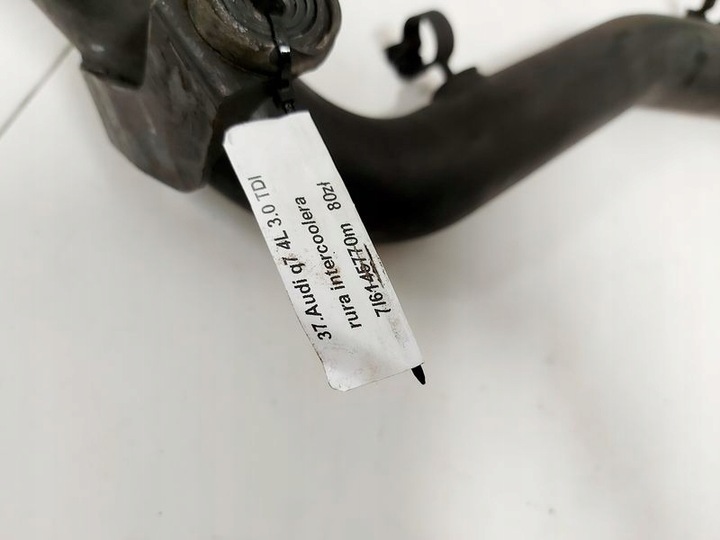 37.Audi q7 4L 3.0 TDI
rura intercoolera 80zł
7l6145770m